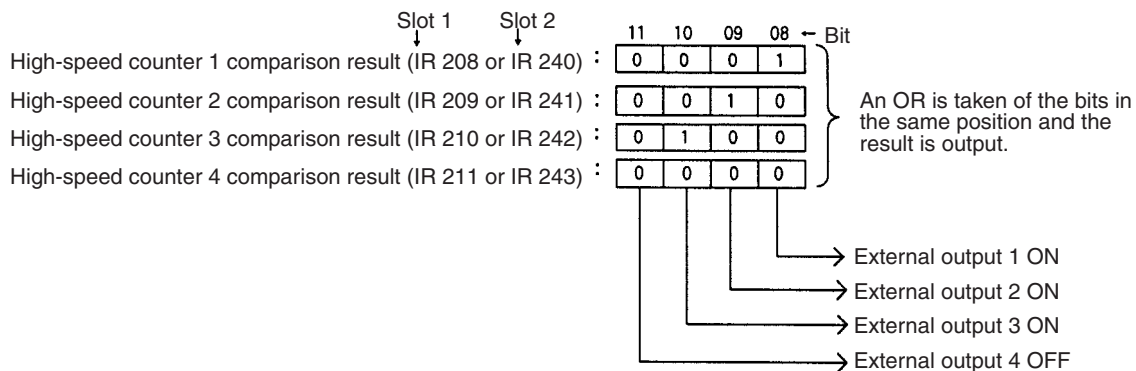 Slot 1 Slot 2
11 10 09 08 ← Bit
High-speed counter 1 comparison result (IR 208 or IR 240) : 0 0 0 1
High-speed counter 2 comparison result (IR 209 or IR 241) : 0 0 1 0
High-speed counter 3 comparison result (IR 210 or IR 242) : 0 1 0 0
High-speed counter 4 comparison result (IR 211 or IR 243) : 0 0 0 0
An OR is taken of the bits in
the same position and the
result is output.
External output 1 ON
External output 2 ON
External output 3 ON
External output 4 OFF